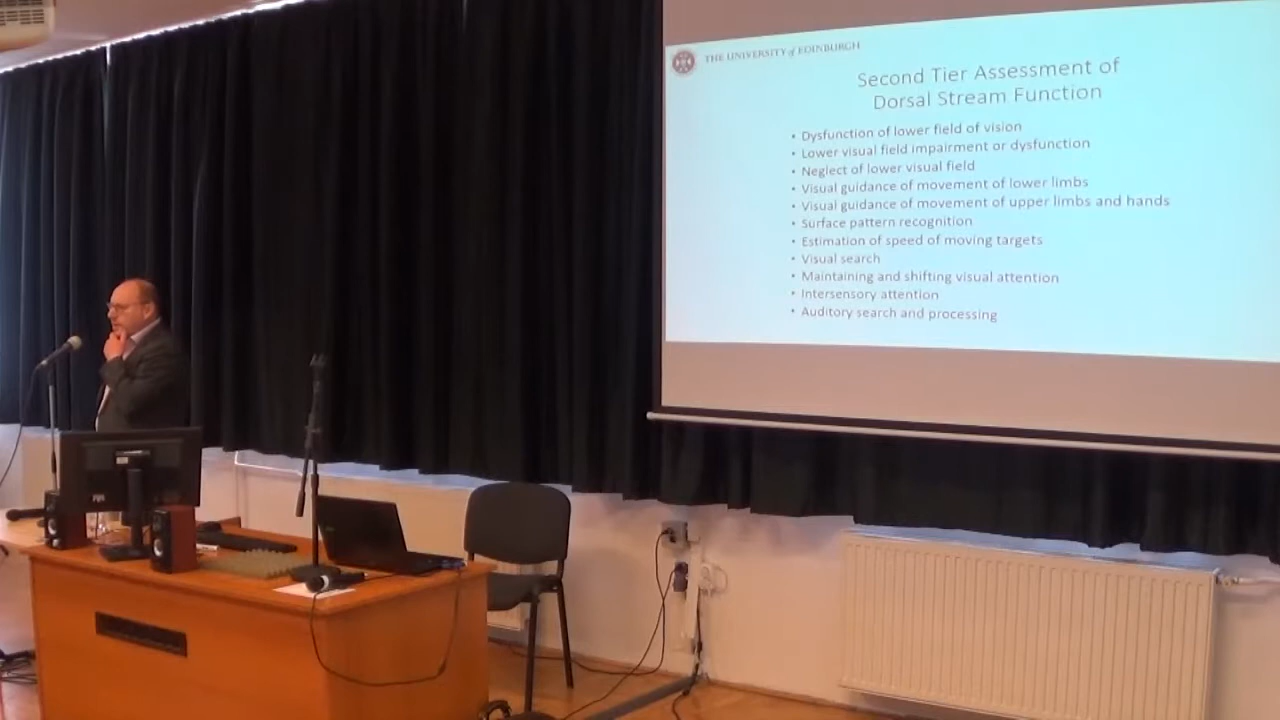 THE UNIVERSITY of EDINBURGH
Second Tier Assessment of
Dorsal Stream Function
• Dysfunction of lower field of vision
• Lower visual field impairment or dysfunction
• Neglect of lower visual field
• Visual guidance of movement of lower limbs
• Visual guidance of movement of upper limbs and hands
• Surface pattern recognition
• Estimation of speed of moving targets
• Visual search
• Maintaining and shifting visual attention
• Intersensory attention
• Auditory search and processing